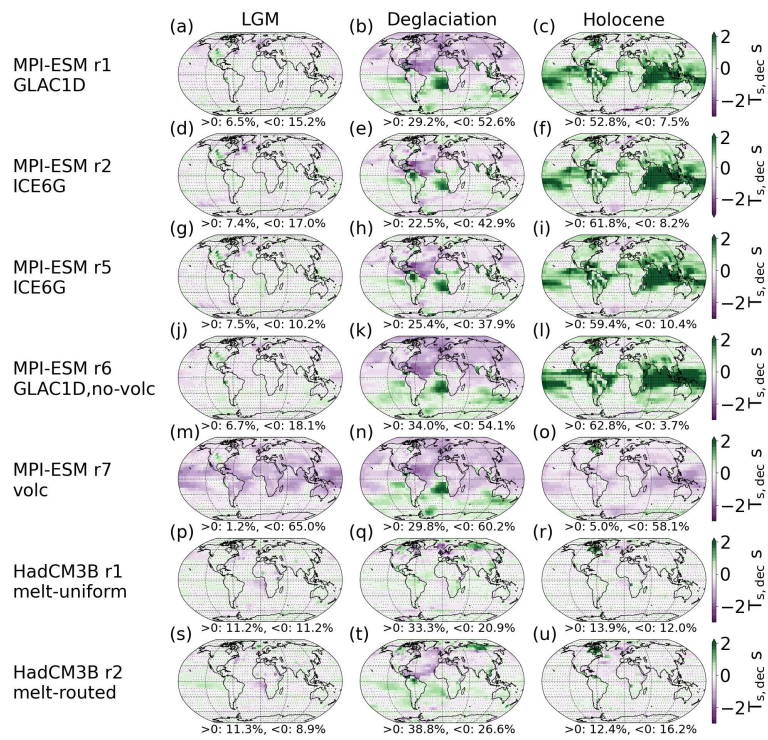 LGM Deglaciation Holocene
(a) (b) (c)
MPI-ESM r1
GLAC1D
2
0
−2
T s, dec s
>0: 6.5%, <0: 15.2% >0: 29.2%, <0: 52.6% >0: 52.8%, <0: 7.5%
(d) (e) (f)
MPI-ESM r2
ICE6G
2
0
−2
T s, dec s
>0: 7.4%, <0: 17.0% >0: 22.5%, <0: 42.9% >0: 61.8%, <0: 8.2%
(g) (h) (i)
MPI-ESM r5
ICE6G
2
0
−2
T s, dec s
>0: 7.5%, <0: 10.2% >0: 25.4%, <0: 37.9% >0: 59.4%, <0: 10.4%
(j) (k) (l)
MPI-ESM r6
GLAC1D,no-volc
2
0
−2
T s, dec s
>0: 6.7%, <0: 18.1% >0: 34.0%, <0: 54.1% >0: 62.8%, <0: 3.7%
(m) (n) (o)
MPI-ESM r7
volc
2
0
−2
T s, dec s
>0: 1.2%, <0: 65.0% >0: 29.8%, <0: 60.2% >0: 5.0%, <0: 58.1%
(p) (q) (r)
HadCM3B r1
melt-uniform
2
0
−2
T s, dec s
>0: 11.2%, <0: 11.2% >0: 33.3%, <0: 20.9% >0: 13.9%, <0: 12.0%
(s) (t) (u)
HadCM3B r2
melt-routed
2
0
−2
T s, dec s
>0: 11.3%, <0: 8.9% >0: 38.8%, <0: 26.6% >0: 12.4%, <0: 16.2%